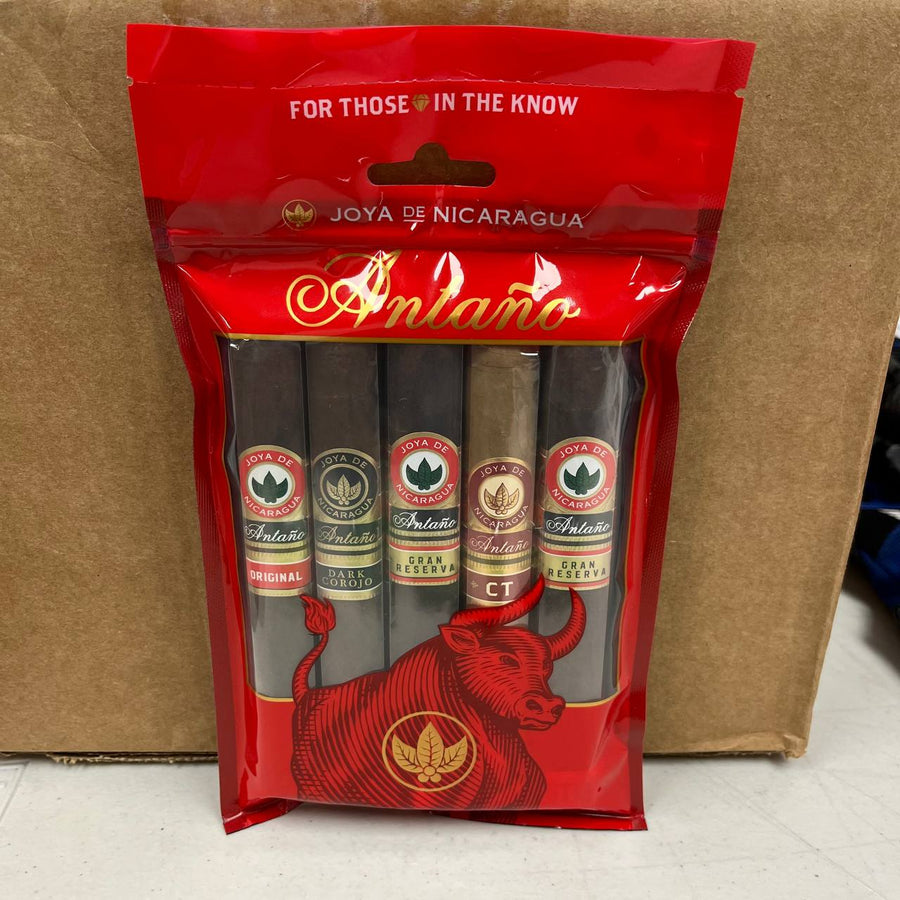 FOR THOSE IN THE KNOW
JOYA DE NICARAGUA
Antaño
JOYA DE
NICARAGUA
Antaño
ORIGINAL
JOYA DE
NICARAGUA
Antaño
DARK
COROJO
JOYA DE
NICARAGUA
Antaño
GRAN
RESERVA
JOYA DE
NICARAGUA
Antaño
CT
JOYA DE
NICARAGUA
Antaño
GRAN
RESERVA